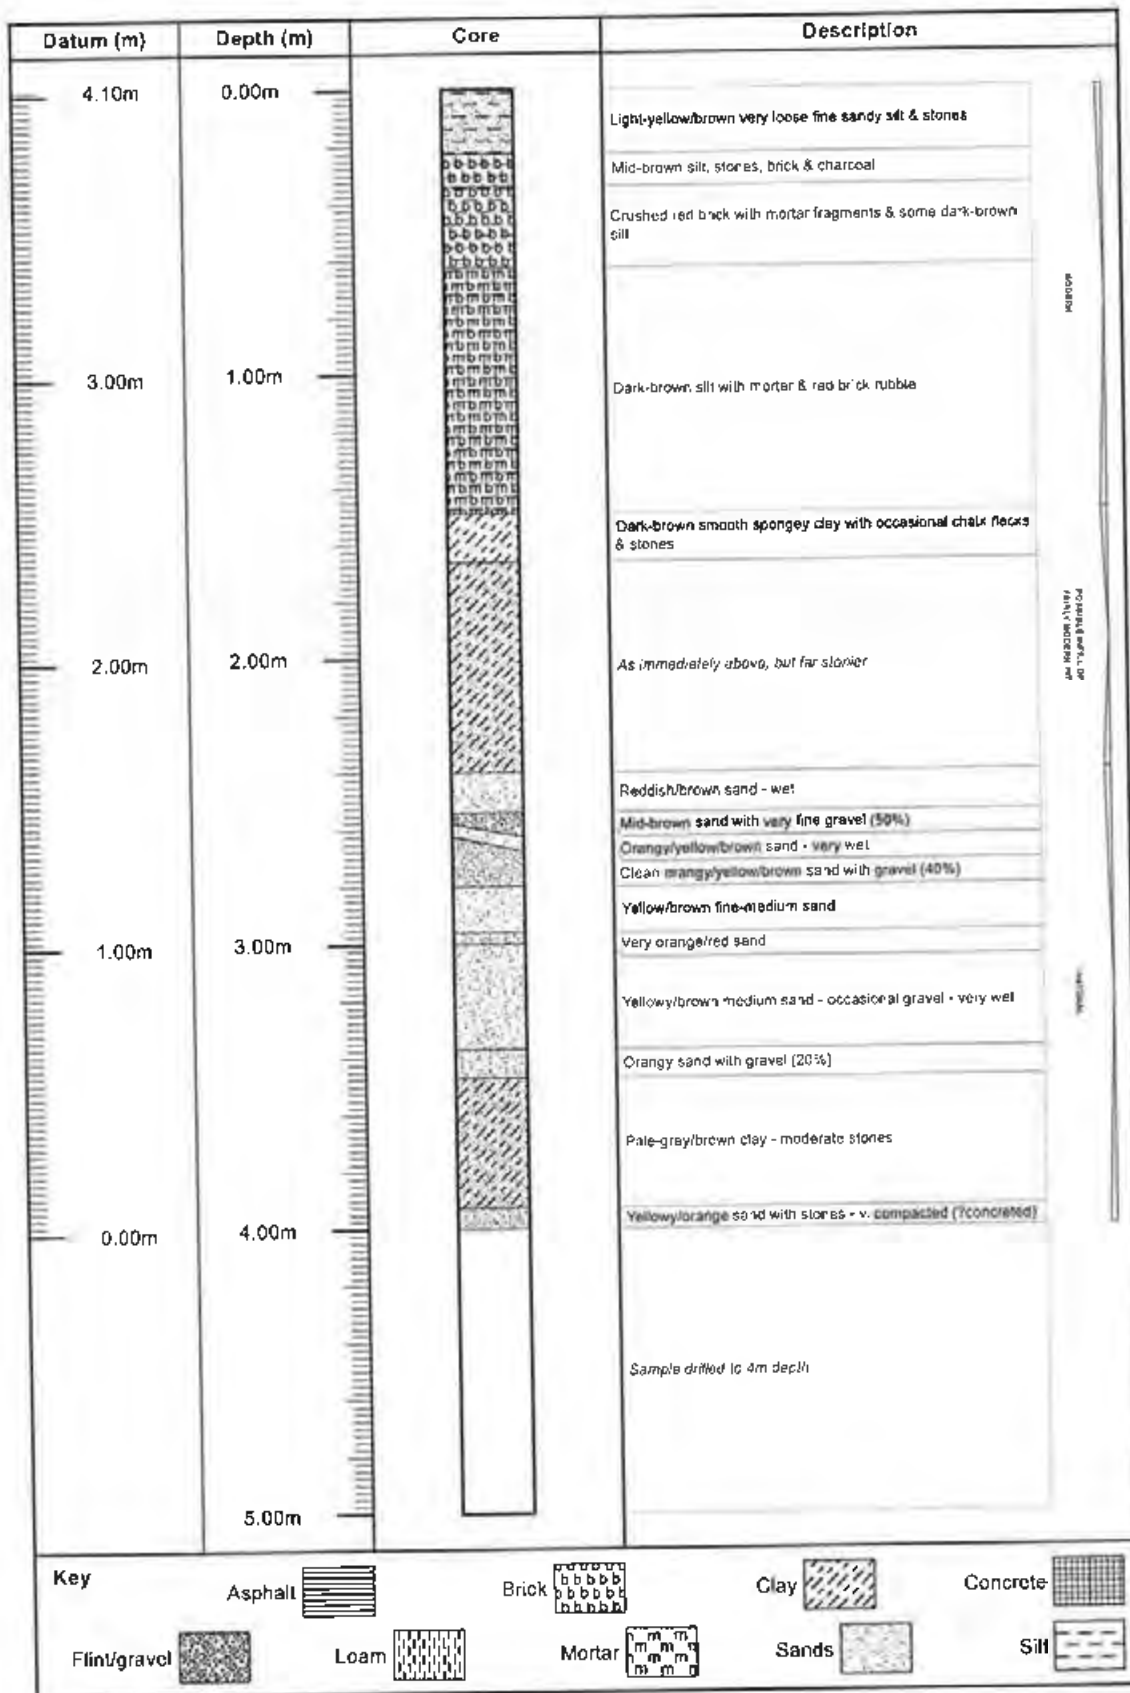 Datum (m)
Depth (m)
Core
Description
4.10m
0.00m
Light-yellow/brown very loose fine sandy silt & stones
Mid-brown silt, stones, brick & charcoal
Crushed red brick with mortar fragments & some dark-brown
silt
MODERN
3.00m
1.00m
Dark-brown silt with mortar & red brick rubble
Dark-brown smooth spongey clay with occasional chalk flecks
& stones
POSSIBLE INFILL OF
FAIRLY MODERN PIT
2.00m
2.00m
As immediately above, but far stonier
Reddish/brown sand - wet
Mid-brown sand with very fine gravel (50%)
Orangy/yellow/brown sand - very wet
Clean orangy/yellow/brown sand with gravel (40%)
Yellow/brown fine-medium sand
1.00m
3.00m
Very orange/red sand
Yellowy/brown medium sand - occasional gravel - very wet
NATURAL
Orangy sand with gravel (20%)
Pale-grey/brown clay - moderate stones
Yellowy/orange sand with stones - v. compacted (?concreted)
0.00m
4.00m
Sample drilled to 4m depth
5.00m
Key
Asphalt
Brick
Clay
Concrete
Flint/gravel
Loam
Mortar
Sands
Silt